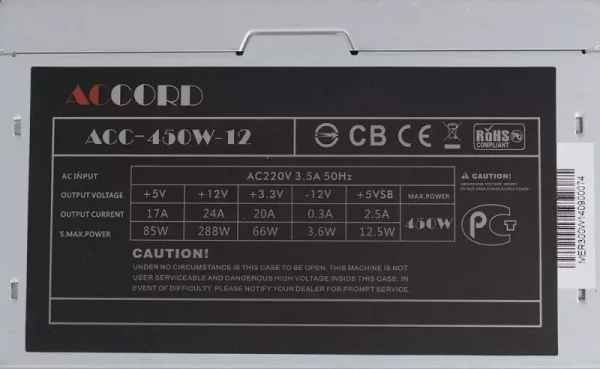 ACCORD
ACC-450W-12
CB CE RoHS
COMPLIANT Pb
AC INPUT AC220V 3.5A 50Hz
OUTPUT VOLTAGE +5V +12V +3.3V -12V +5VSB MAX.POWER
OUTPUT CURRENT 17A 24A 20A 0.3A 2.5A 450W
S.MAX.POWER 85W 288W 66W 3.6W 12.5W
CAUTION!
UNDER NO CIRCUMSTANCES IS THIS CASE TO BE OPEN. THIS MACHINE IS NOT
USER SERVICEABLE AND DANGEROUS HIGH VOLTAGE INSIDE THIS CASE. IN
EVENT OF DIFFICULTY. PLEASE NOTIFY YOUR DEALER FOR PROMPT SERVICE.
CAUTION!
РСТ
MER300W140900074